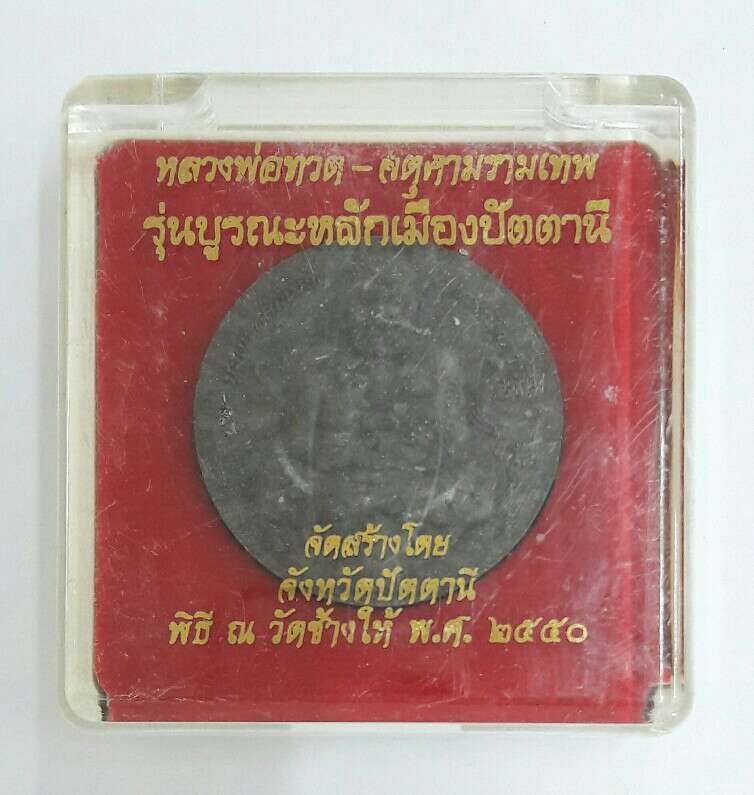 หลวงพ่อทวด - จตุคามรามเทพ
รุ่นบูรณะหลักเมืองปัตตานี
จัดสร้างโดย
จังหวัดปัตตานี
พิธี ณ วัดช้างให้ พ.ศ. ๒๕๕๐